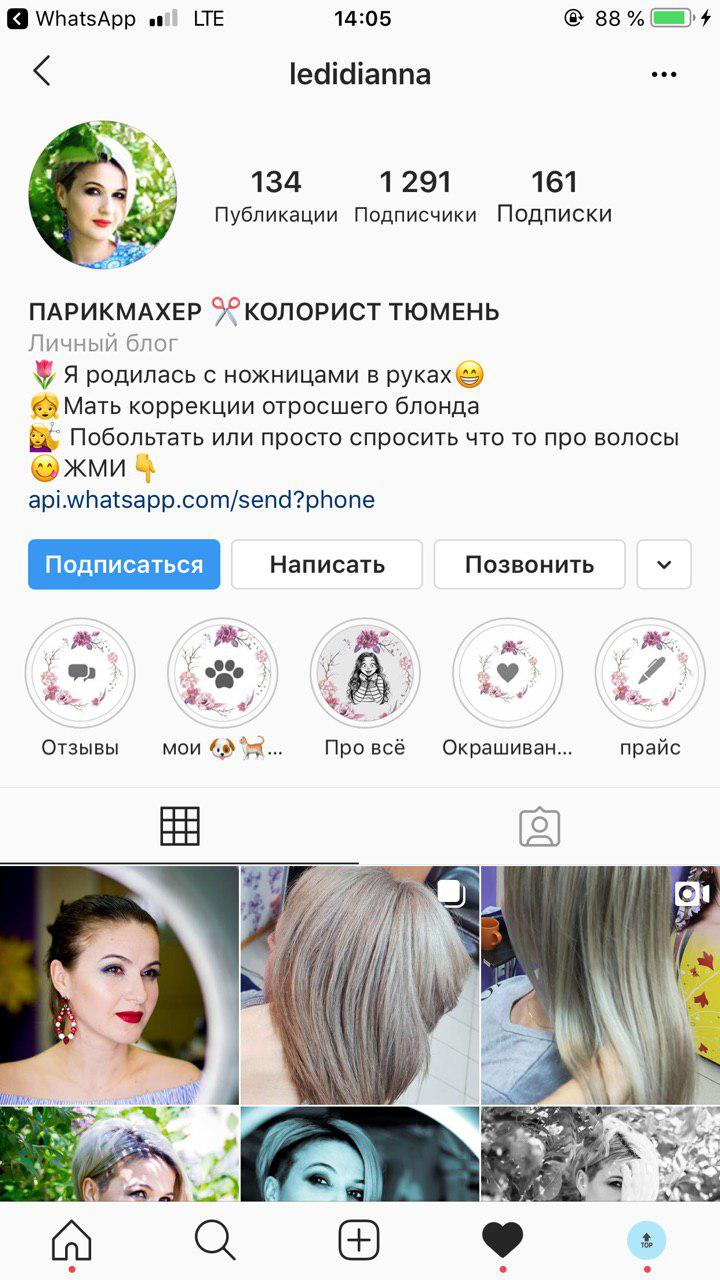 WhatsApp LTE 14:05 88 %
ledidianna
134 1 291 161
Публикации Подписчики Подписки
ПАРИКМАХЕР ✂️КОЛОРИСТ ТЮМЕНЬ
Личный блог
🌷Я родилась с ножницами в руках😁
👧Мать коррекции отросшего блонда
💇‍♀️ Побольтать или просто спросить что то про волосы
😋ЖМИ👇
api.whatsapp.com/send?phone
Подписаться Написать Позвонить
Отзывы мои 🐶🐈... Про всё Окрашиван... прайс
TOP